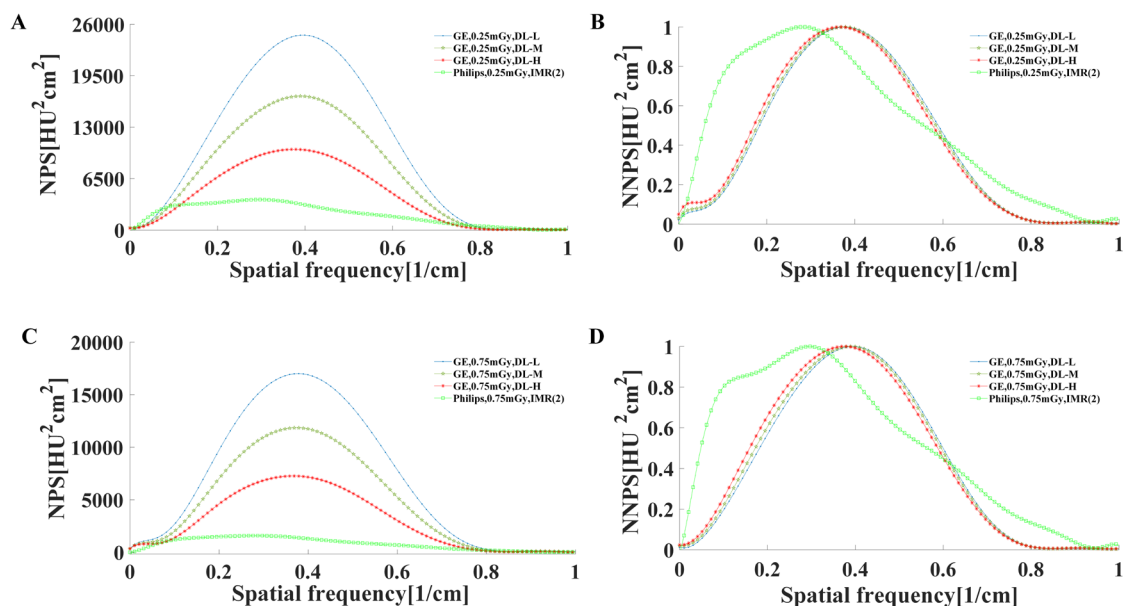 A
26000
19500
13000
6500
0
NPS[HU²cm²]
GE,0.25mGy,DL-L
GE,0.25mGy,DL-M
GE,0.25mGy,DL-H
Philips,0.25mGy,IMR(2)
0 0.2 0.4 0.6 0.8 1
Spatial frequency[1/cm]
B
1
0.8
0.6
0.4
0.2
0
NNPS[HU²cm²]
GE,0.25mGy,DL-L
GE,0.25mGy,DL-M
GE,0.25mGy,DL-H
Philips,0.25mGy,IMR(2)
0 0.2 0.4 0.6 0.8 1
Spatial frequency[1/cm]
C
20000
15000
10000
5000
0
NPS[HU²cm²]
GE,0.75mGy,DL-L
GE,0.75mGy,DL-M
GE,0.75mGy,DL-H
Philips,0.75mGy,IMR(2)
0 0.2 0.4 0.6 0.8 1
Spatial frequency[1/cm]
D
1
0.8
0.6
0.4
0.2
0
NNPS[HU²cm²]
GE,0.75mGy,DL-L
GE,0.75mGy,DL-M
GE,0.75mGy,DL-H
Philips,0.75mGy,IMR(2)
0 0.2 0.4 0.6 0.8 1
Spatial frequency[1/cm]